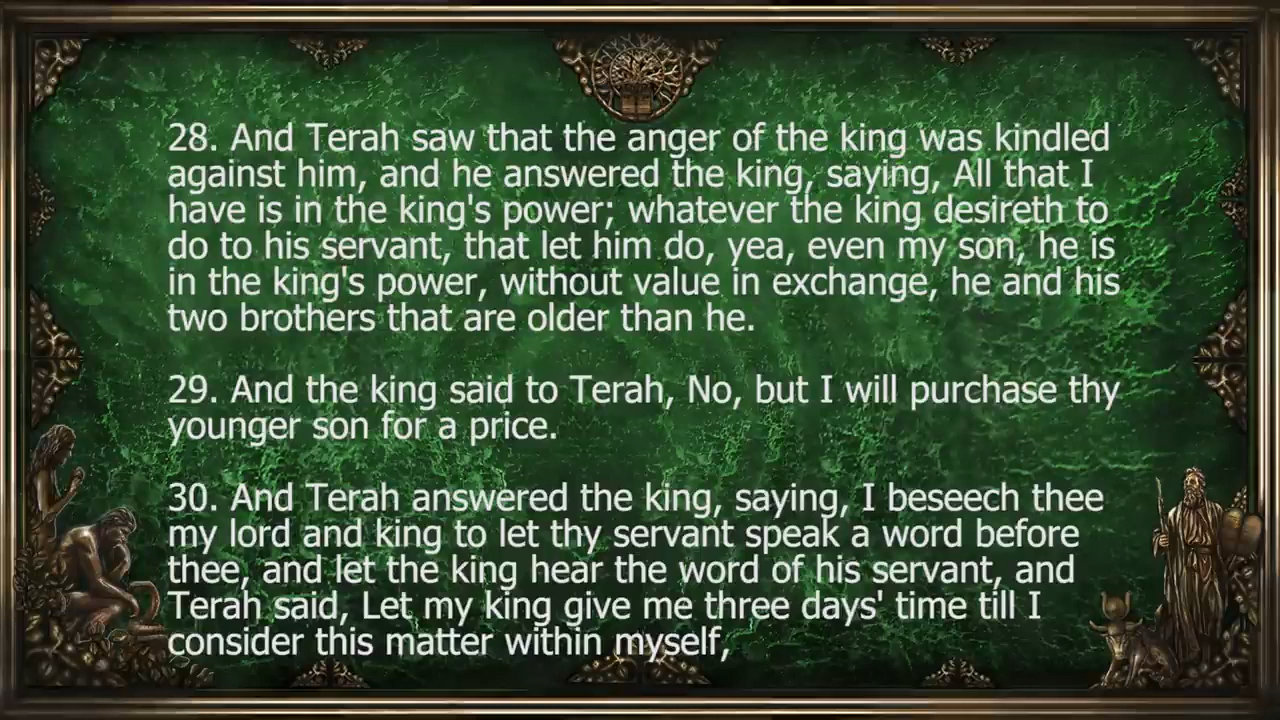 28. And Terah saw that the anger of the king was kindled
against him, and he answered the king, saying, All that I
have is in the king's power; whatever the king desireth to
do to his servant, that let him do, yea, even my son, he is
in the king's power, without value in exchange, he and his
two brothers that are older than he.
29. And the king said to Terah, No, but I will purchase thy
younger son for a price.
30. And Terah answered the king, saying, I beseech thee
my lord and king to let thy servant speak a word before
thee, and let the king hear the word of his servant, and
Terah said, Let my king give me three days' time till I
consider this matter within myself,